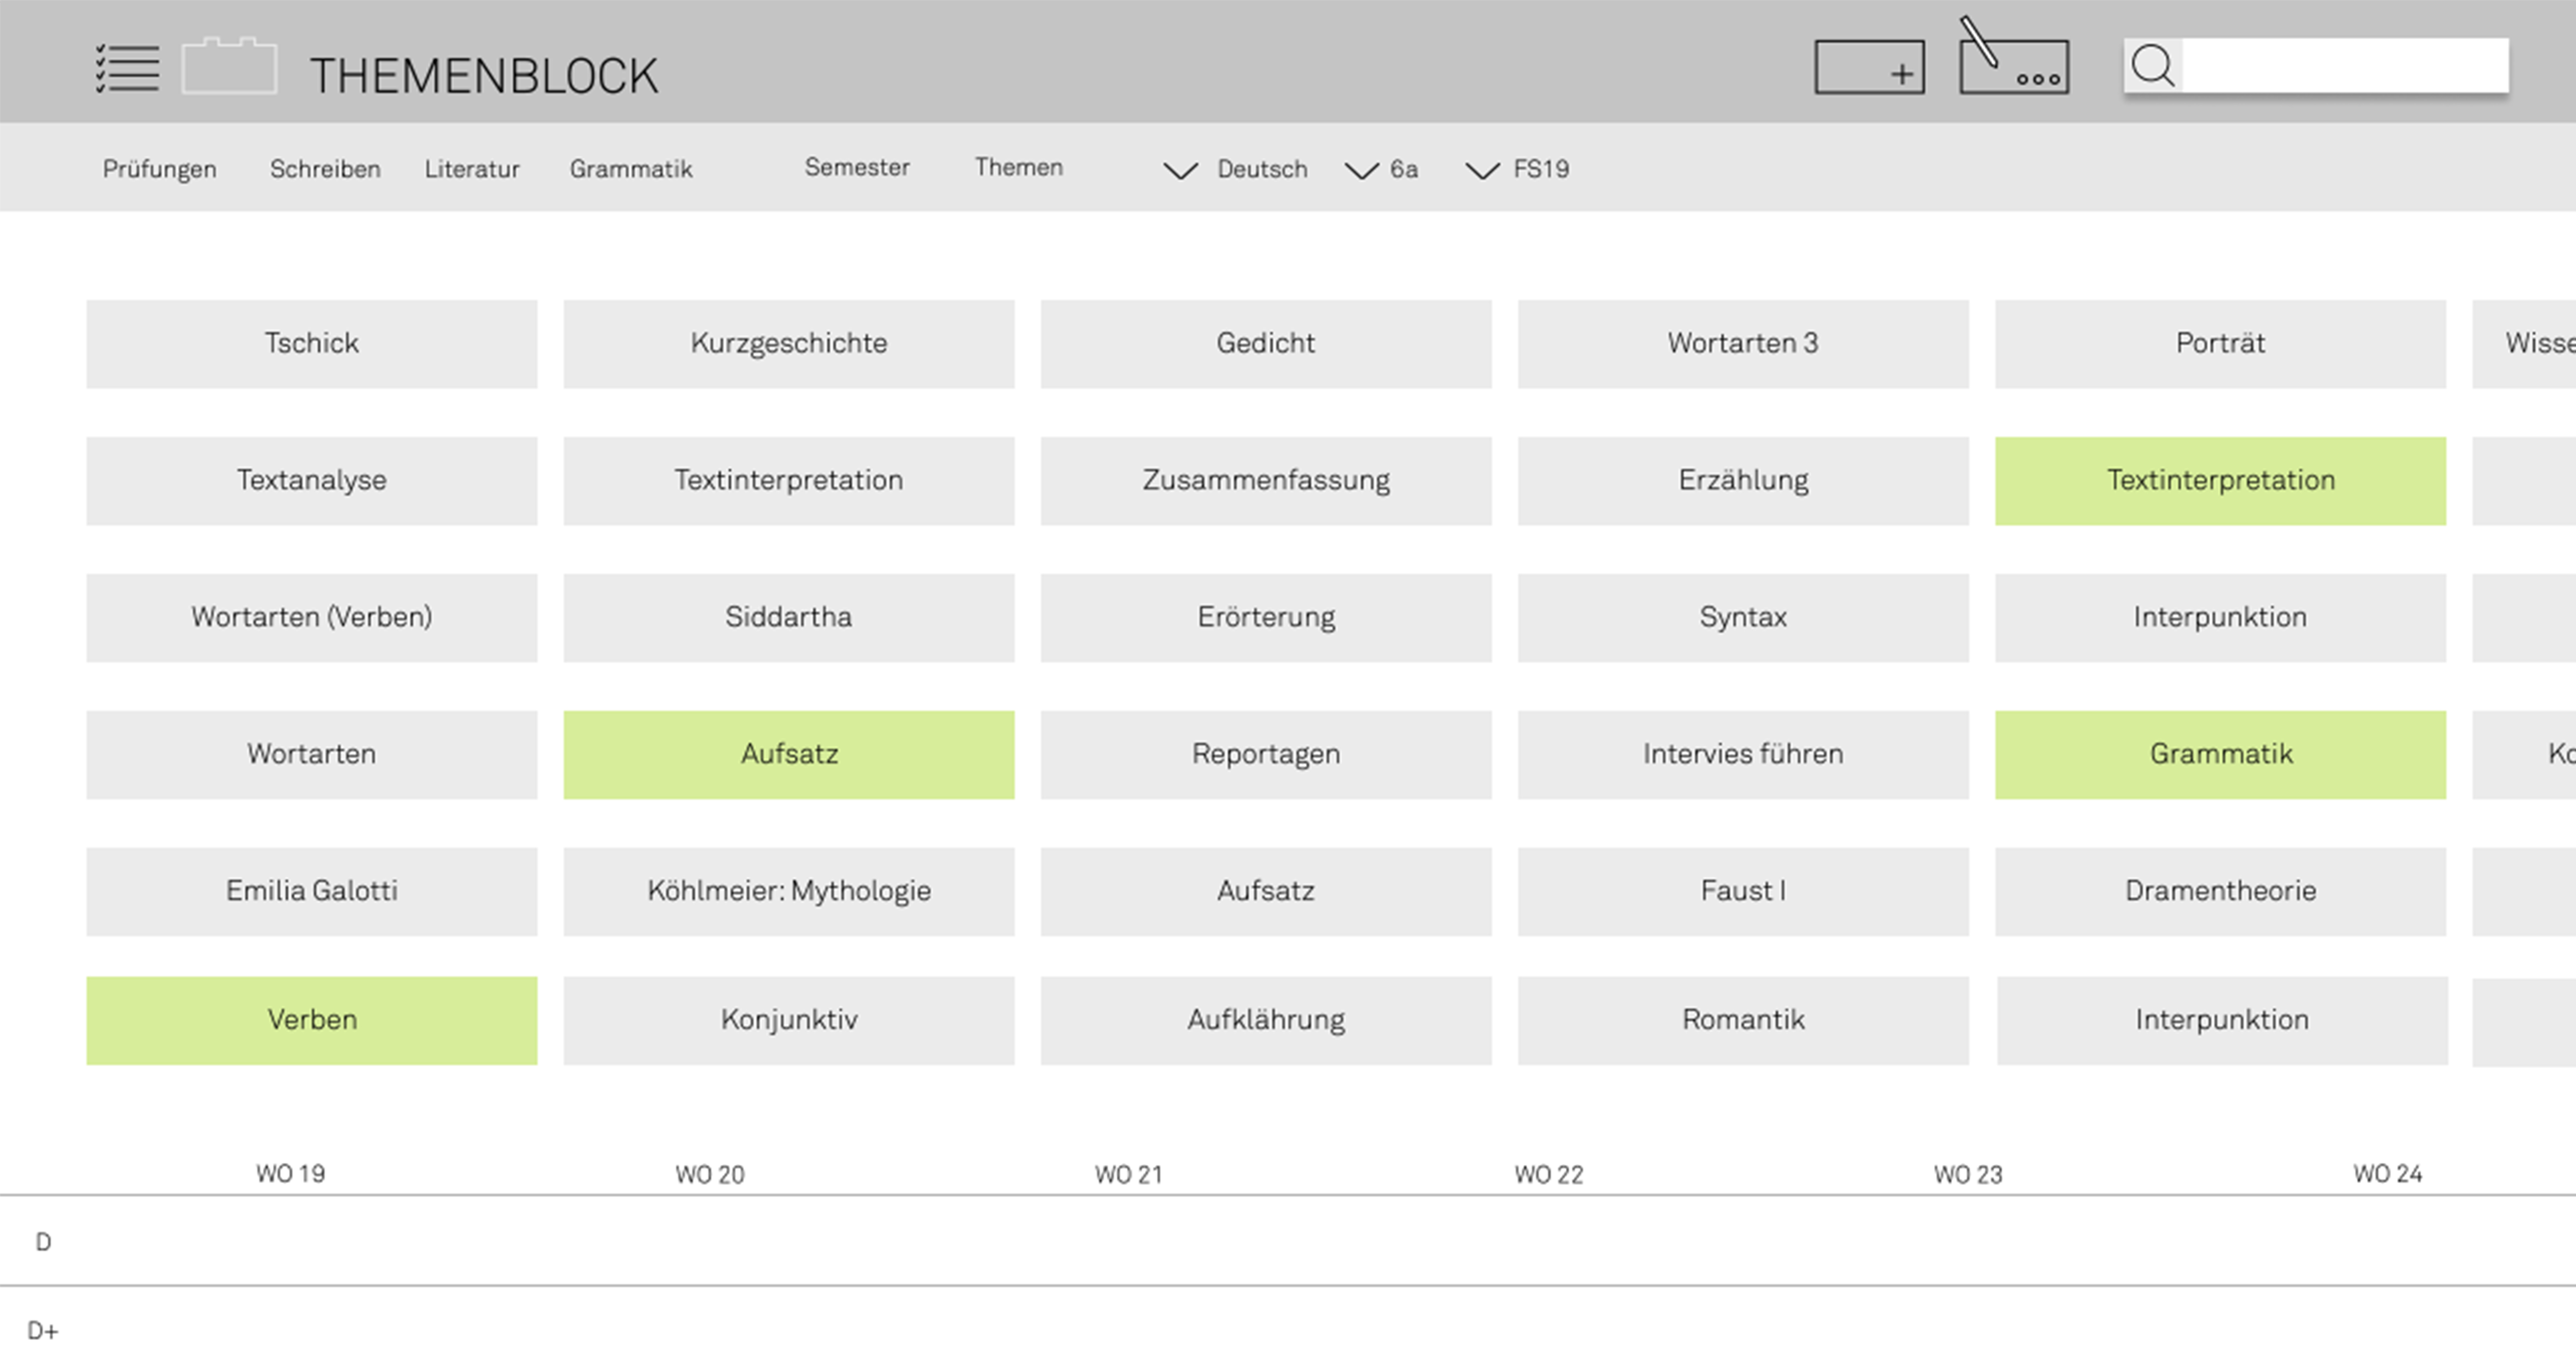 THEMENBLOCK
Prüfungen Schreiben Literatur Grammatik Semester Themen Deutsch 6a FS19
Tschick Kurzgeschichte Gedicht Wortarten 3 Porträt Wisse
Textanalyse Textinterpretation Zusammenfassung Erzählung Textinterpretation
Wortarten (Verben) Siddartha Erörterung Syntax Interpunktion
Wortarten Aufsatz Reportagen Intervies führen Grammatik Ko
Emilia Galotti Köhlmeier: Mythologie Aufsatz Faust I Dramentheorie
Verben Konjunktiv Aufklährung Romantik Interpunktion
WO 19 WO 20 WO 21 WO 22 WO 23 WO 24
D
D+